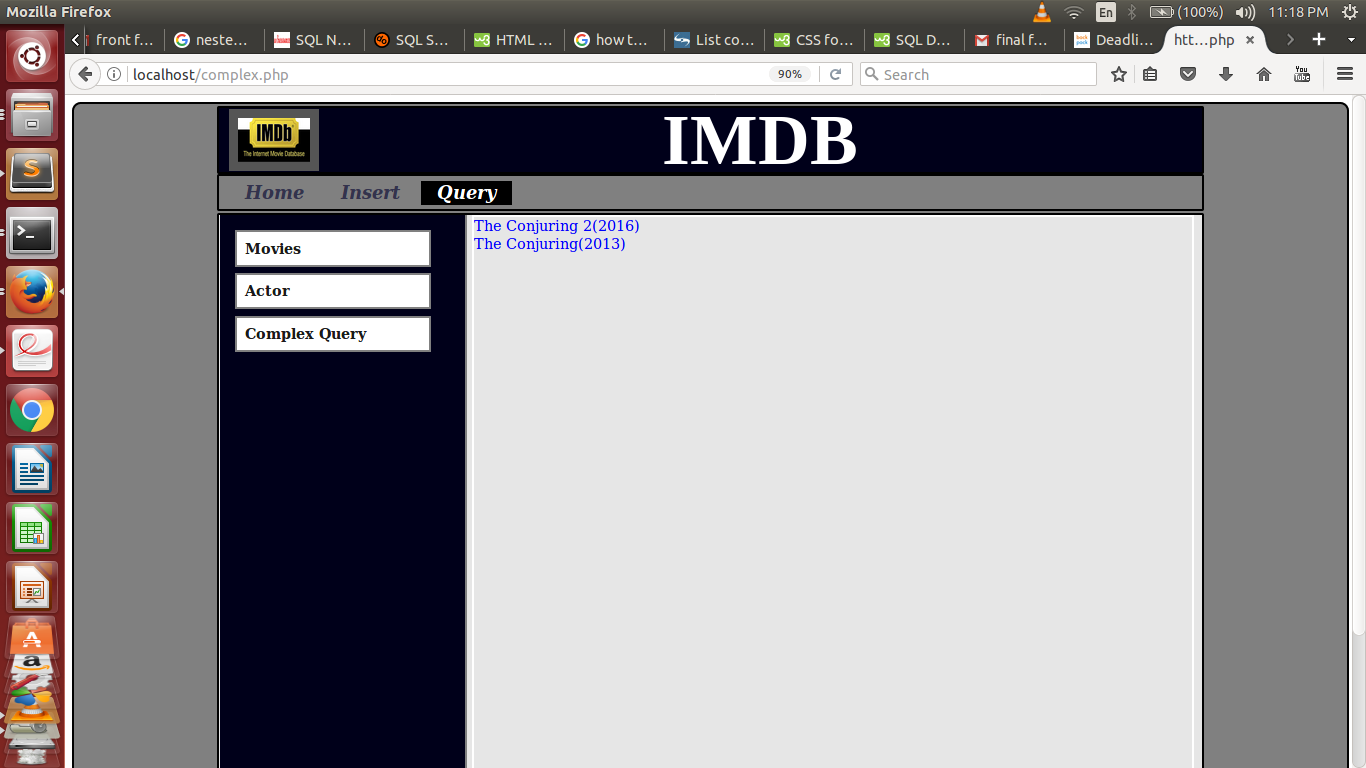 Mozilla Firefox
En (100%) 11:18 PM
front f...
neste...
SQL N...
SQL S...
HTML ...
how t...
List co...
CSS fo...
SQL D...
final f...
Deadli...
htt...php
localhost/complex.php
90%
Search
You
Tube
IMDb
The Internet Movie Database
IMDB
Home Insert Query
Movies
Actor
Complex Query
The Conjuring 2(2016)
The Conjuring(2013)